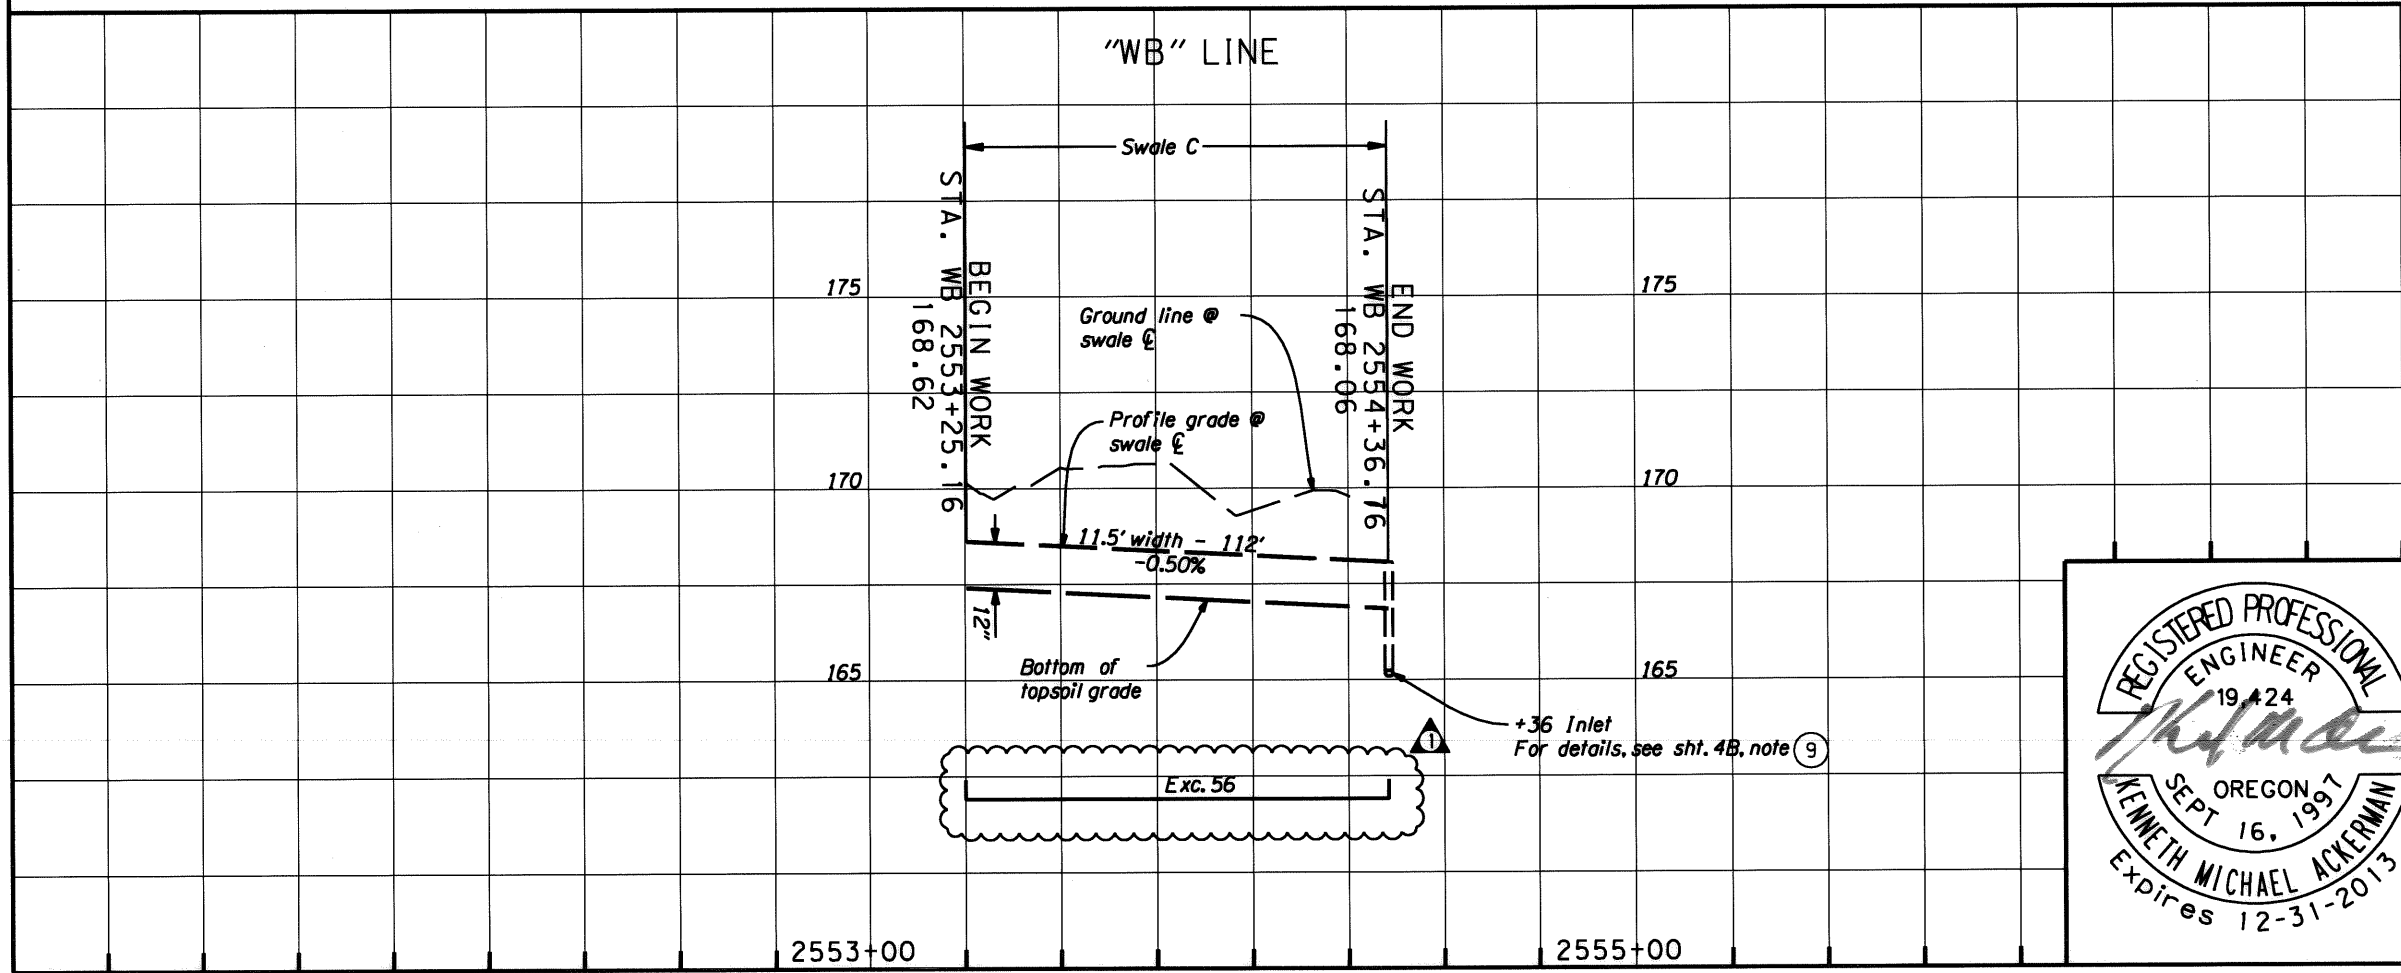 "WB" LINE
Swale C
STA. WB 2553+25.16
BEGIN WORK
168.62
STA. WB 2554+36.76
END WORK
168.06
175
175
Ground line @
swale ℄
Profile grade @
swale ℄
170
170
11.5' width - 112'
-0.50%
12"
Bottom of
topsoil grade
165
165
+36 Inlet
For details, see sht. 4B, note 9
1
Exc. 56
2553+00
2555+00
REGISTERED PROFESSIONAL
ENGINEER
19,424
OREGON
SEPT 16, 1997
KENNETH MICHAEL ACKERMAN
Expires 12-31-2013